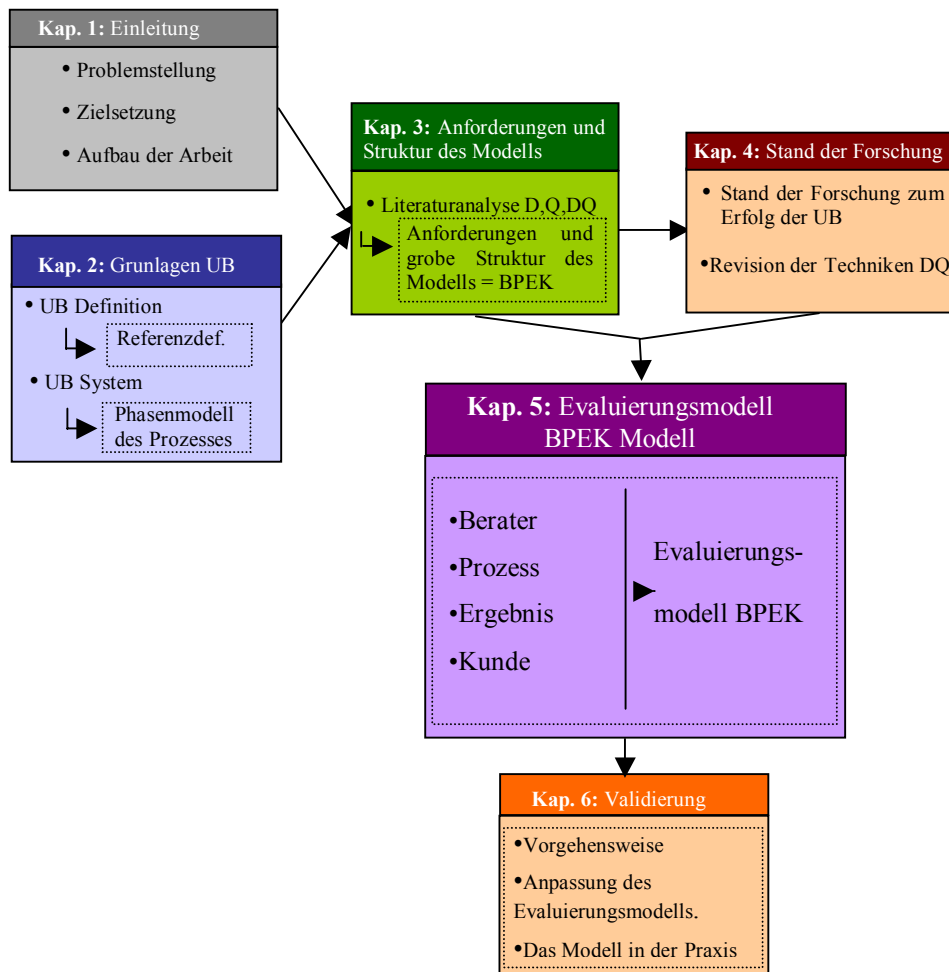 Kap. 1: Einleitung
• Problemstellung
• Zielsetzung
• Aufbau der Arbeit
Kap. 2: Grunlagen UB
• UB Definition
Referenzdef.
• UB System
Phasenmodell
des Prozesses
Kap. 3: Anforderungen und
Struktur des Modells
• Literaturanalyse D,Q,DQ
Anforderungen und
grobe Struktur des
Modells = BPEK
Kap. 4: Stand der Forschung
• Stand der Forschung zum
Erfolg der UB
•Revision der Techniken DQ
Kap. 5: Evaluierungsmodell
BPEK Modell
•Berater
•Prozess
•Ergebnis
•Kunde
Evaluierungs-
modell BPEK
Kap. 6: Validierung
•Vorgehensweise
•Anpassung des
Evaluierungsmodells.
•Das Modell in der Praxis